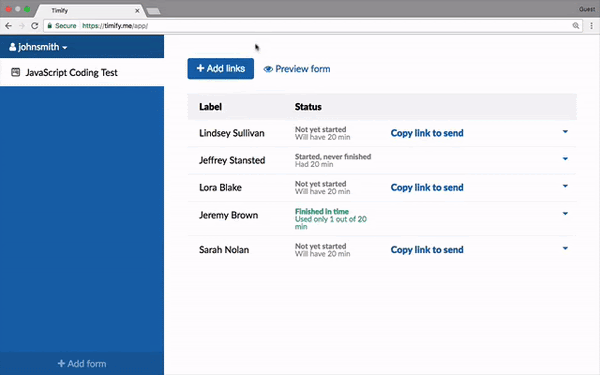 Timify
Guest
Secure https://timify.me/app/
johnsmith
JavaScript Coding Test
+ Add links
Preview form
Label Status
Lindsey Sullivan
Not yet started
Will have 20 min
Copy link to send
Jeffrey Stansted
Started, never finished
Had 20 min
Lora Blake
Not yet started
Will have 20 min
Copy link to send
Jeremy Brown
Finished in time
Used only 1 out of 20
min
Sarah Nolan
Not yet started
Will have 20 min
Copy link to send
+ Add form